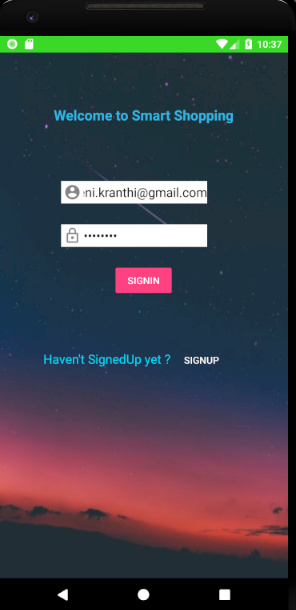 10:37
Welcome to Smart Shopping
ni.kranthi@gmail.com
••••••••
SIGNIN
Haven't SignedUp yet ? SIGNUP